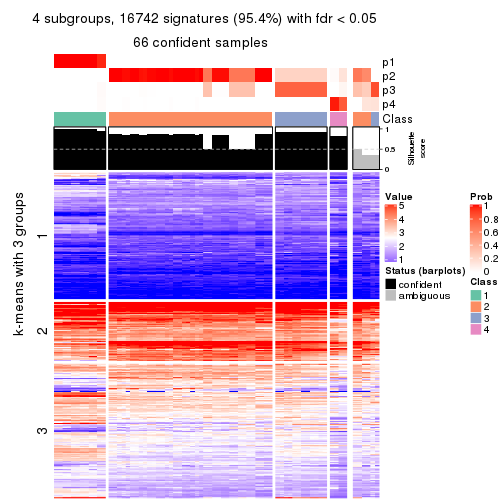 4 subgroups, 16742 signatures (95.4%) with fdr < 0.05
66 confident samples
p1
p2
p3
p4
Class
1
0.5
0
Silhouette
score
k-means with 3 groups
1
2
3
Value
5
4
3
2
1
Status (barplots)
confident
ambiguous
Prob
1
0.8
0.6
0.4
0.2
0
Class
1
2
3
4